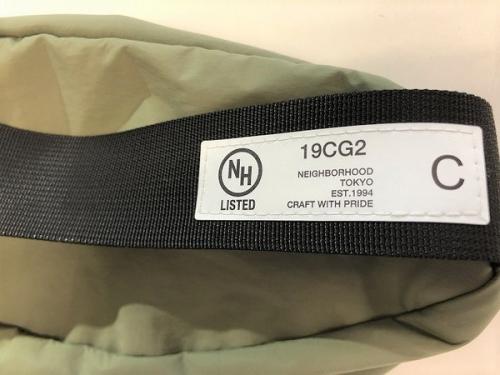 NH
LISTED
19CG2
NEIGHBORHOOD
TOKYO
EST.1994
CRAFT WITH PRIDE
C